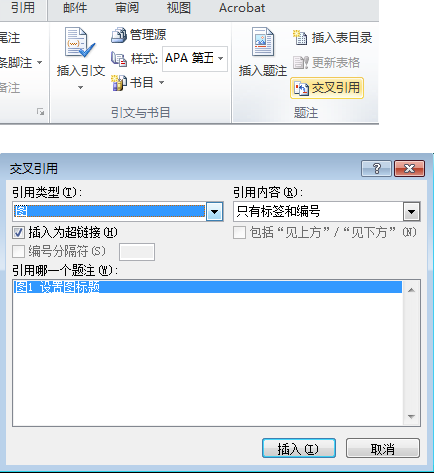 引用 邮件 审阅 视图 Acrobat
尾注 管理源 插入表目录
条脚注 样式: APA 第五 更新表格
备注 插入引文 书目 插入题注 交叉引用
引文与书目 题注
交叉引用
引用类型(T): 引用内容(R):
图 只有标签和编号
插入为超链接(H) 包括“见上方”/“见下方”(N)
编号分隔符(S)
引用哪一个题注(W):
图1 设置图标题
插入(I) 取消